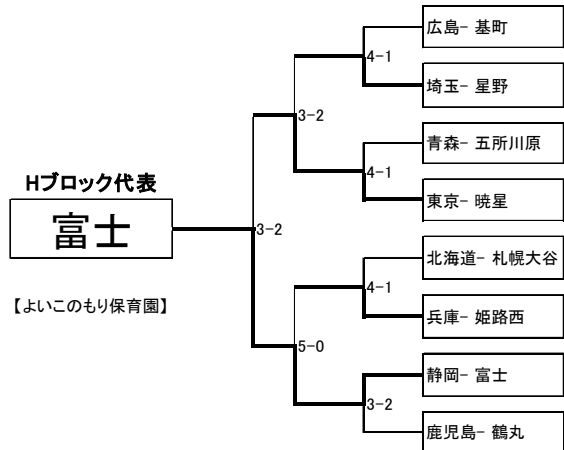 広島- 基町
4-1
埼玉- 星野
3-2
青森- 五所川原
4-1
東京- 暁星
Hブロック代表
富士
3-2
【よいこのもり保育園】
北海道- 札幌大谷
4-1
兵庫- 姫路西
5-0
静岡- 富士
3-2
鹿児島- 鶴丸